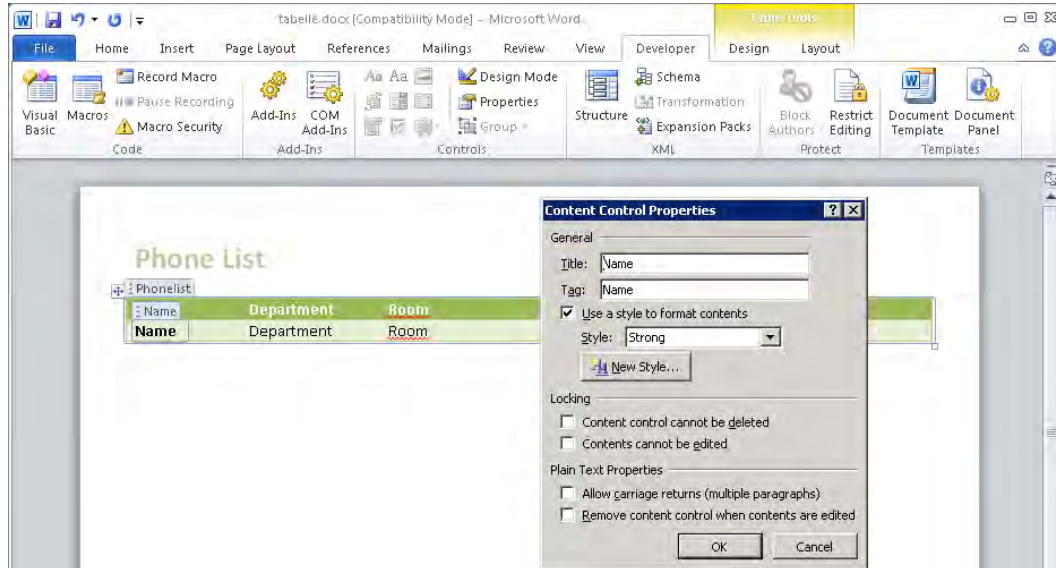 tabelle.docx [Compatibility Mode] - Microsoft Word
Table Tools
File Home Insert Page Layout References Mailings Review View Developer Design Layout
Visual Basic
Macros
Record Macro
Pause Recording
Macro Security
Code
Add-Ins
COM Add-Ins
Add-Ins
Aa Aa
Design Mode
Properties
Group
Controls
Structure
Schema
Transformation
Expansion Packs
XML
Block Authors
Restrict Editing
Protect
Document Template
Document Panel
Templates
Phone List
Phonelist
Name Department Room
Name Department Room
Content Control Properties
General
Title: Name
Tag: Name
Use a style to format contents
Style: Strong
New Style...
Locking
Content control cannot be deleted
Contents cannot be edited
Plain Text Properties
Allow carriage returns (multiple paragraphs)
Remove content control when contents are edited
OK Cancel